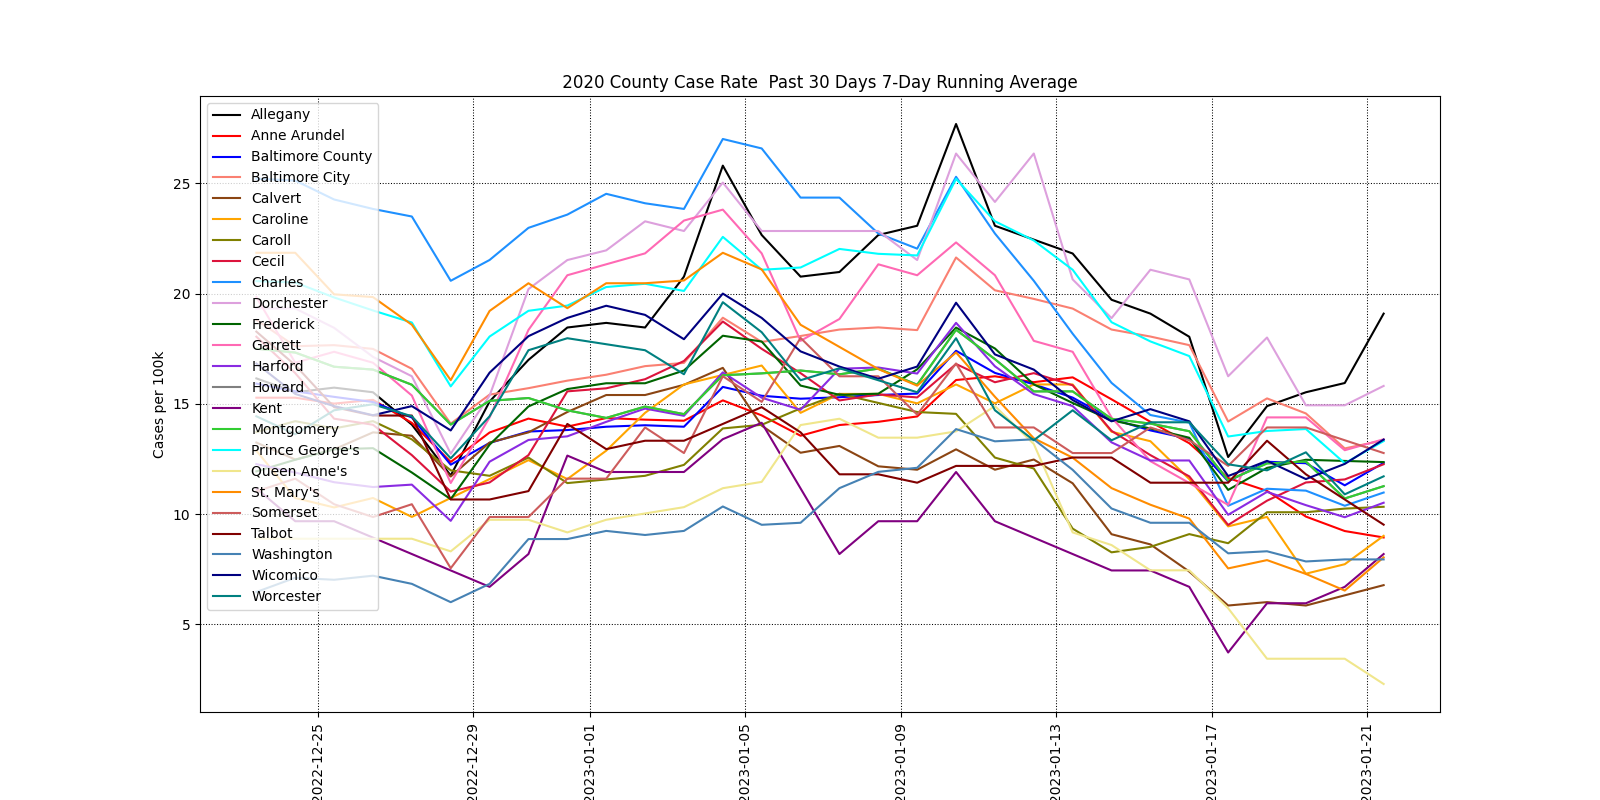 2020 County Case Rate  Past 30 Days 7-Day Running Average
Cases per 100k
25
20
15
10
5
Allegany
Anne Arundel
Baltimore County
Baltimore City
Calvert
Caroline
Caroll
Cecil
Charles
Dorchester
Frederick
Garrett
Harford
Howard
Kent
Montgomery
Prince George's
Queen Anne's
St. Mary's
Somerset
Talbot
Washington
Wicomico
Worcester
2022-12-25
2022-12-29
2023-01-01
2023-01-05
2023-01-09
2023-01-13
2023-01-17
2023-01-21